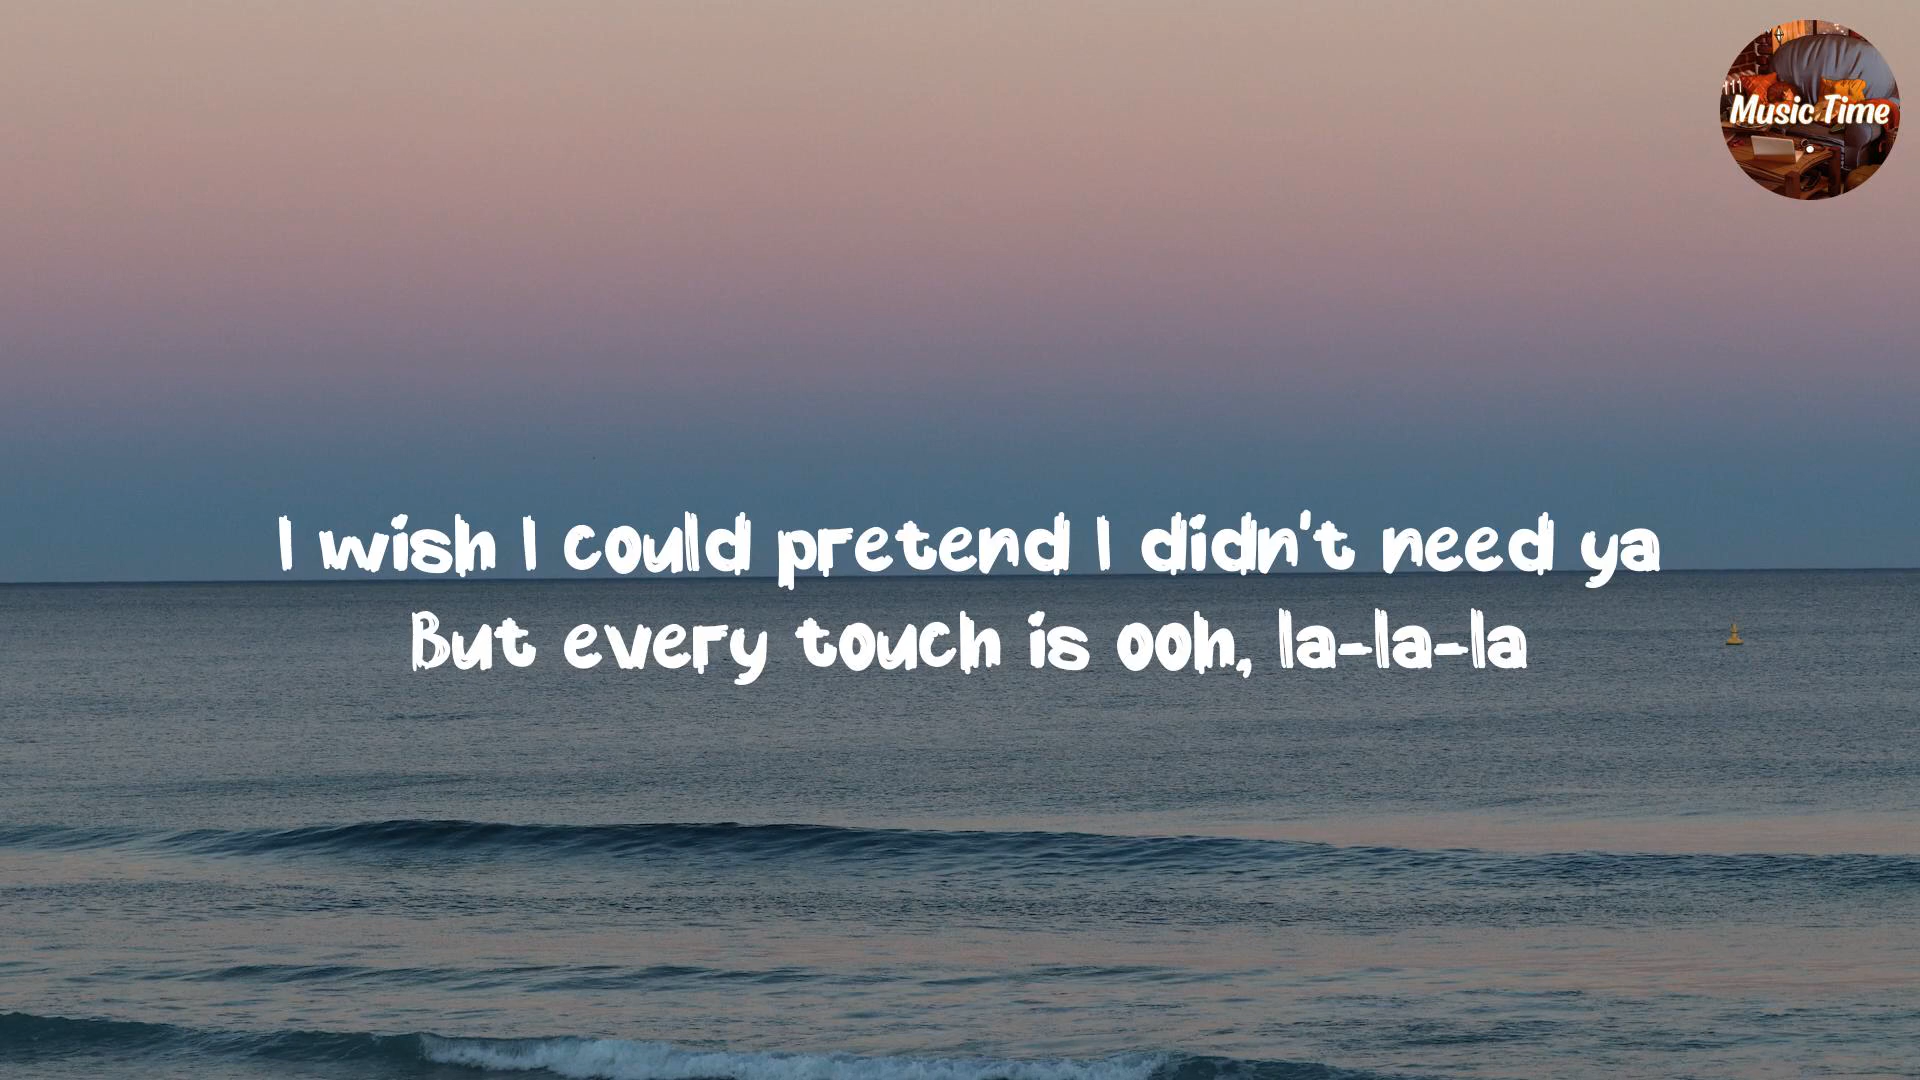 Music Time
I wish I could pretend I didn't need ya
But every touch is ooh, la-la-la